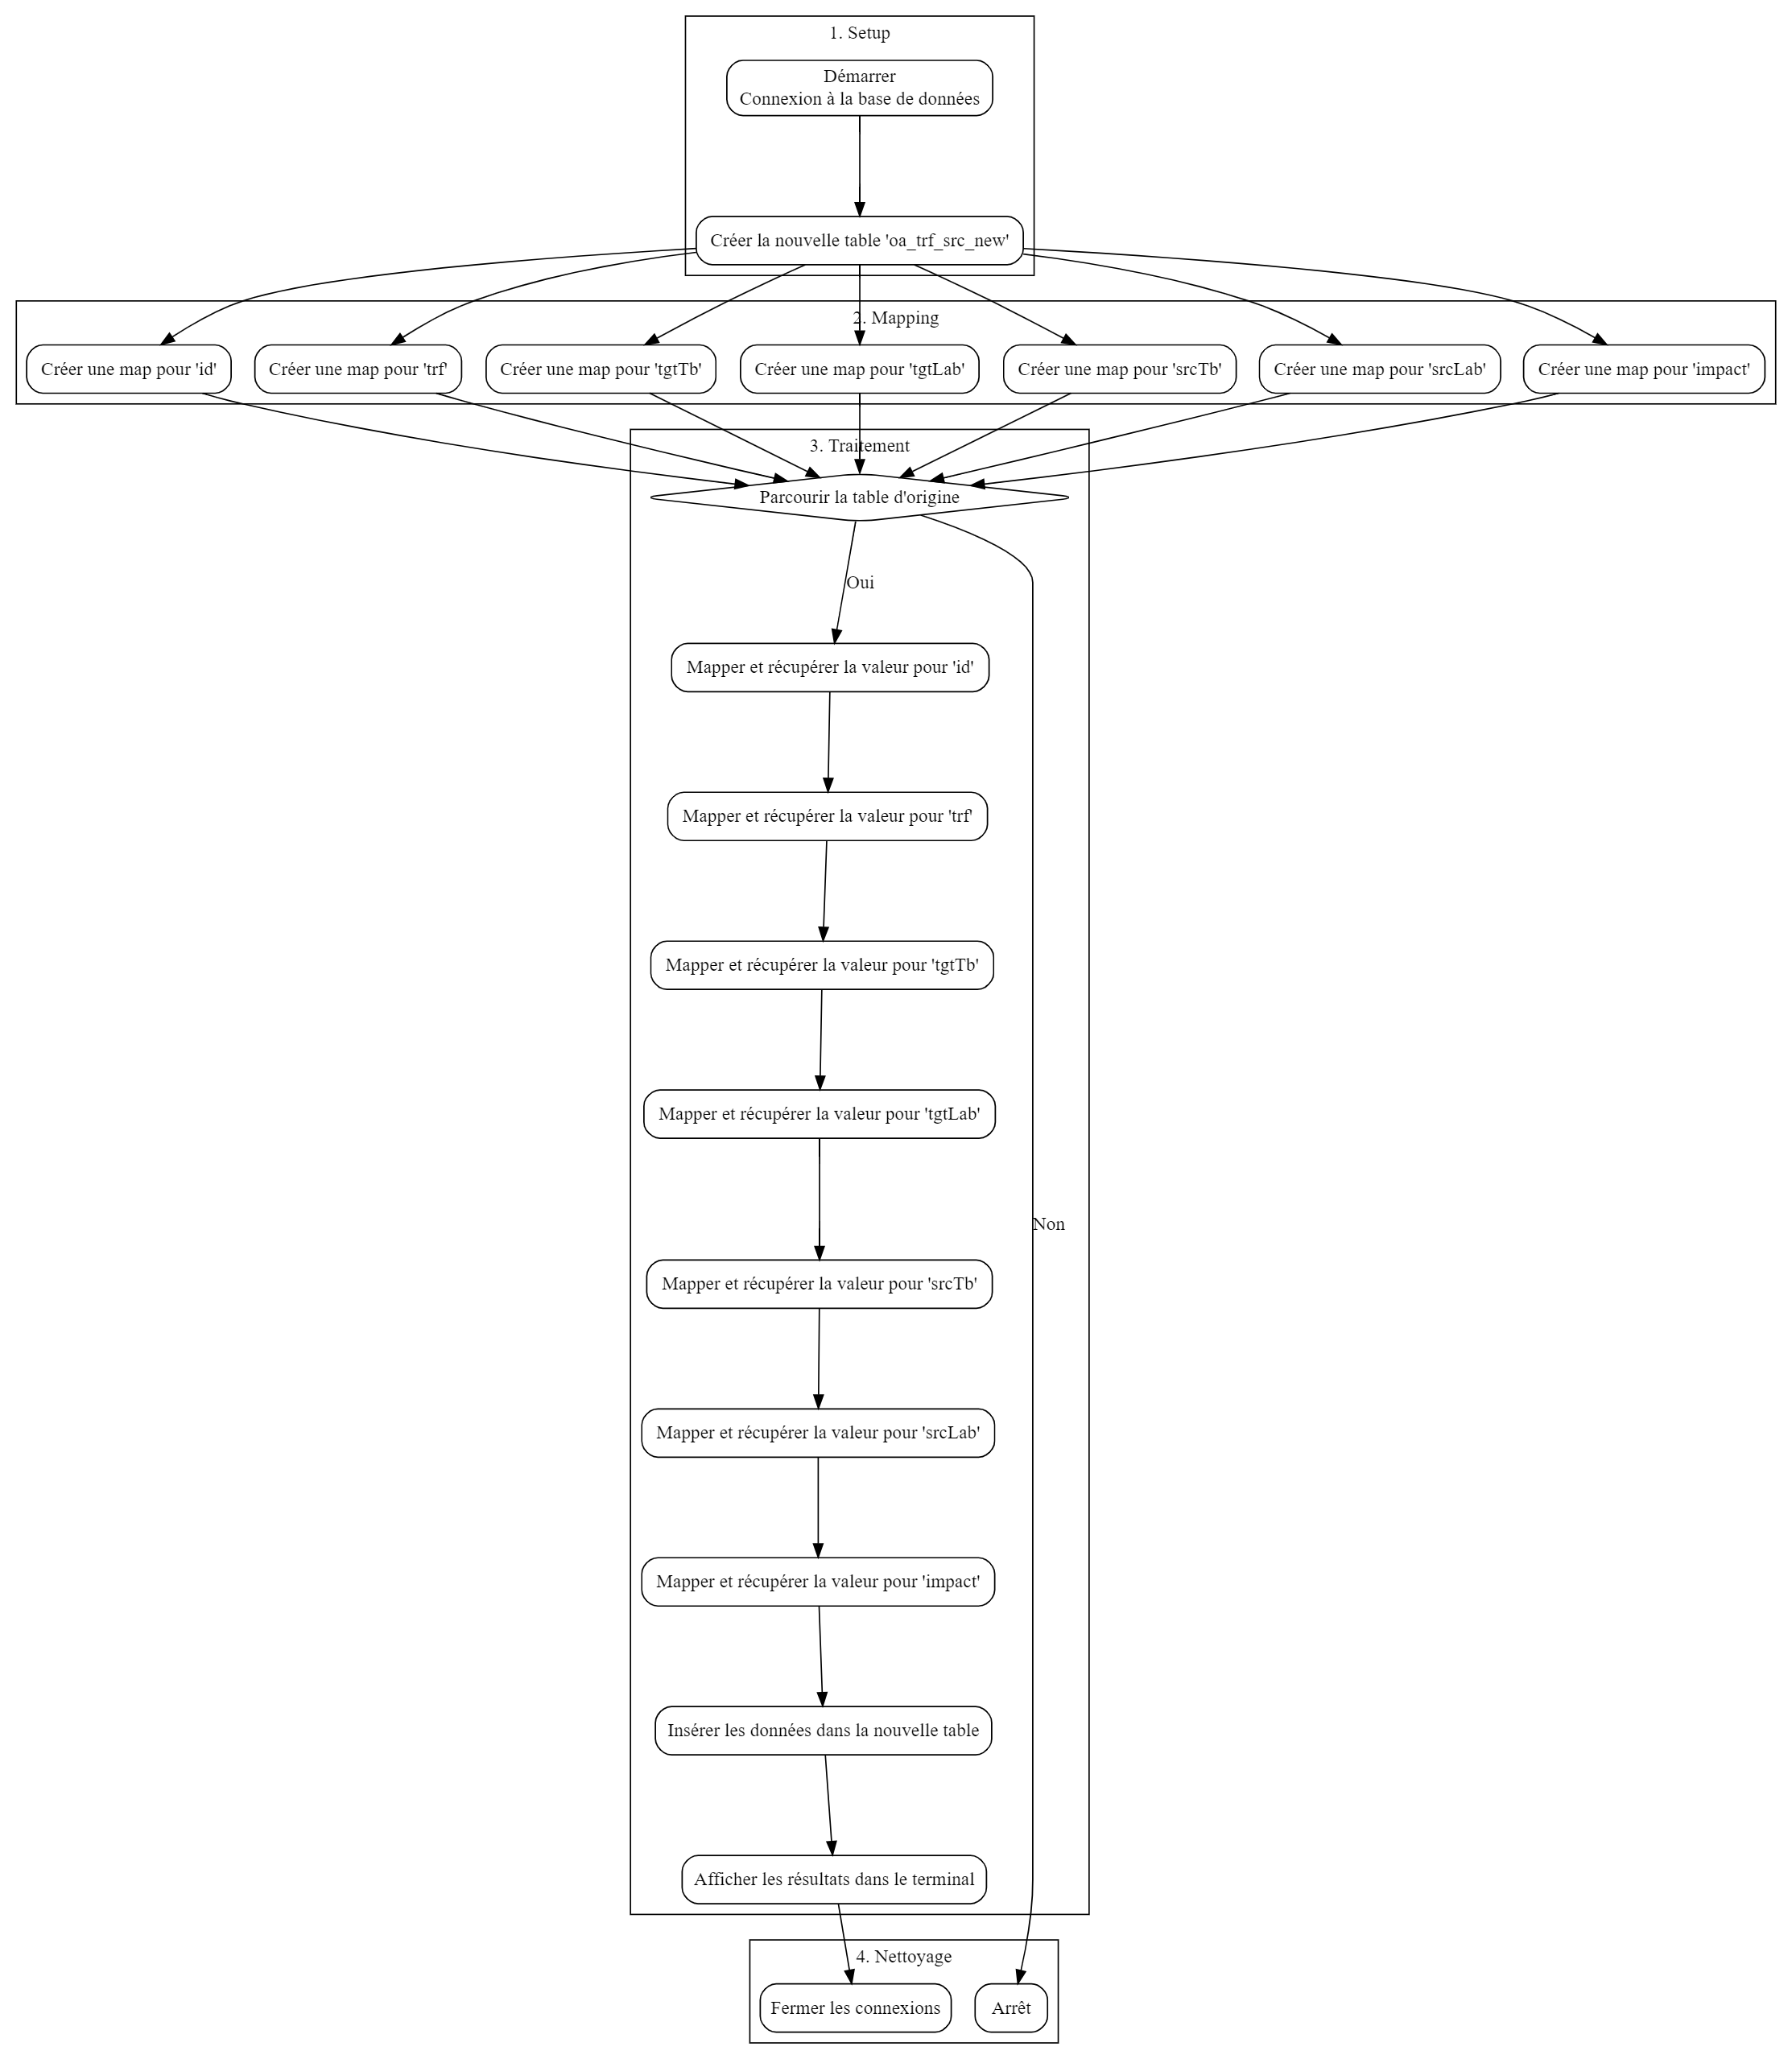 1. Setup
Démarrer
Connexion à la base de données
Créer la nouvelle table 'oa_trf_src_new'
2. Mapping
Créer une map pour 'id'
Créer une map pour 'trf'
Créer une map pour 'tgtTb'
Créer une map pour 'tgtLab'
Créer une map pour 'srcTb'
Créer une map pour 'srcLab'
Créer une map pour 'impact'
3. Traitement
Parcourir la table d'origine
Oui
Mapper et récupérer la valeur pour 'id'
Mapper et récupérer la valeur pour 'trf'
Mapper et récupérer la valeur pour 'tgtTb'
Mapper et récupérer la valeur pour 'tgtLab'
Non
Mapper et récupérer la valeur pour 'srcTb'
Mapper et récupérer la valeur pour 'srcLab'
Mapper et récupérer la valeur pour 'impact'
Insérer les données dans la nouvelle table
Afficher les résultats dans le terminal
4. Nettoyage
Fermer les connexions
Arrêt